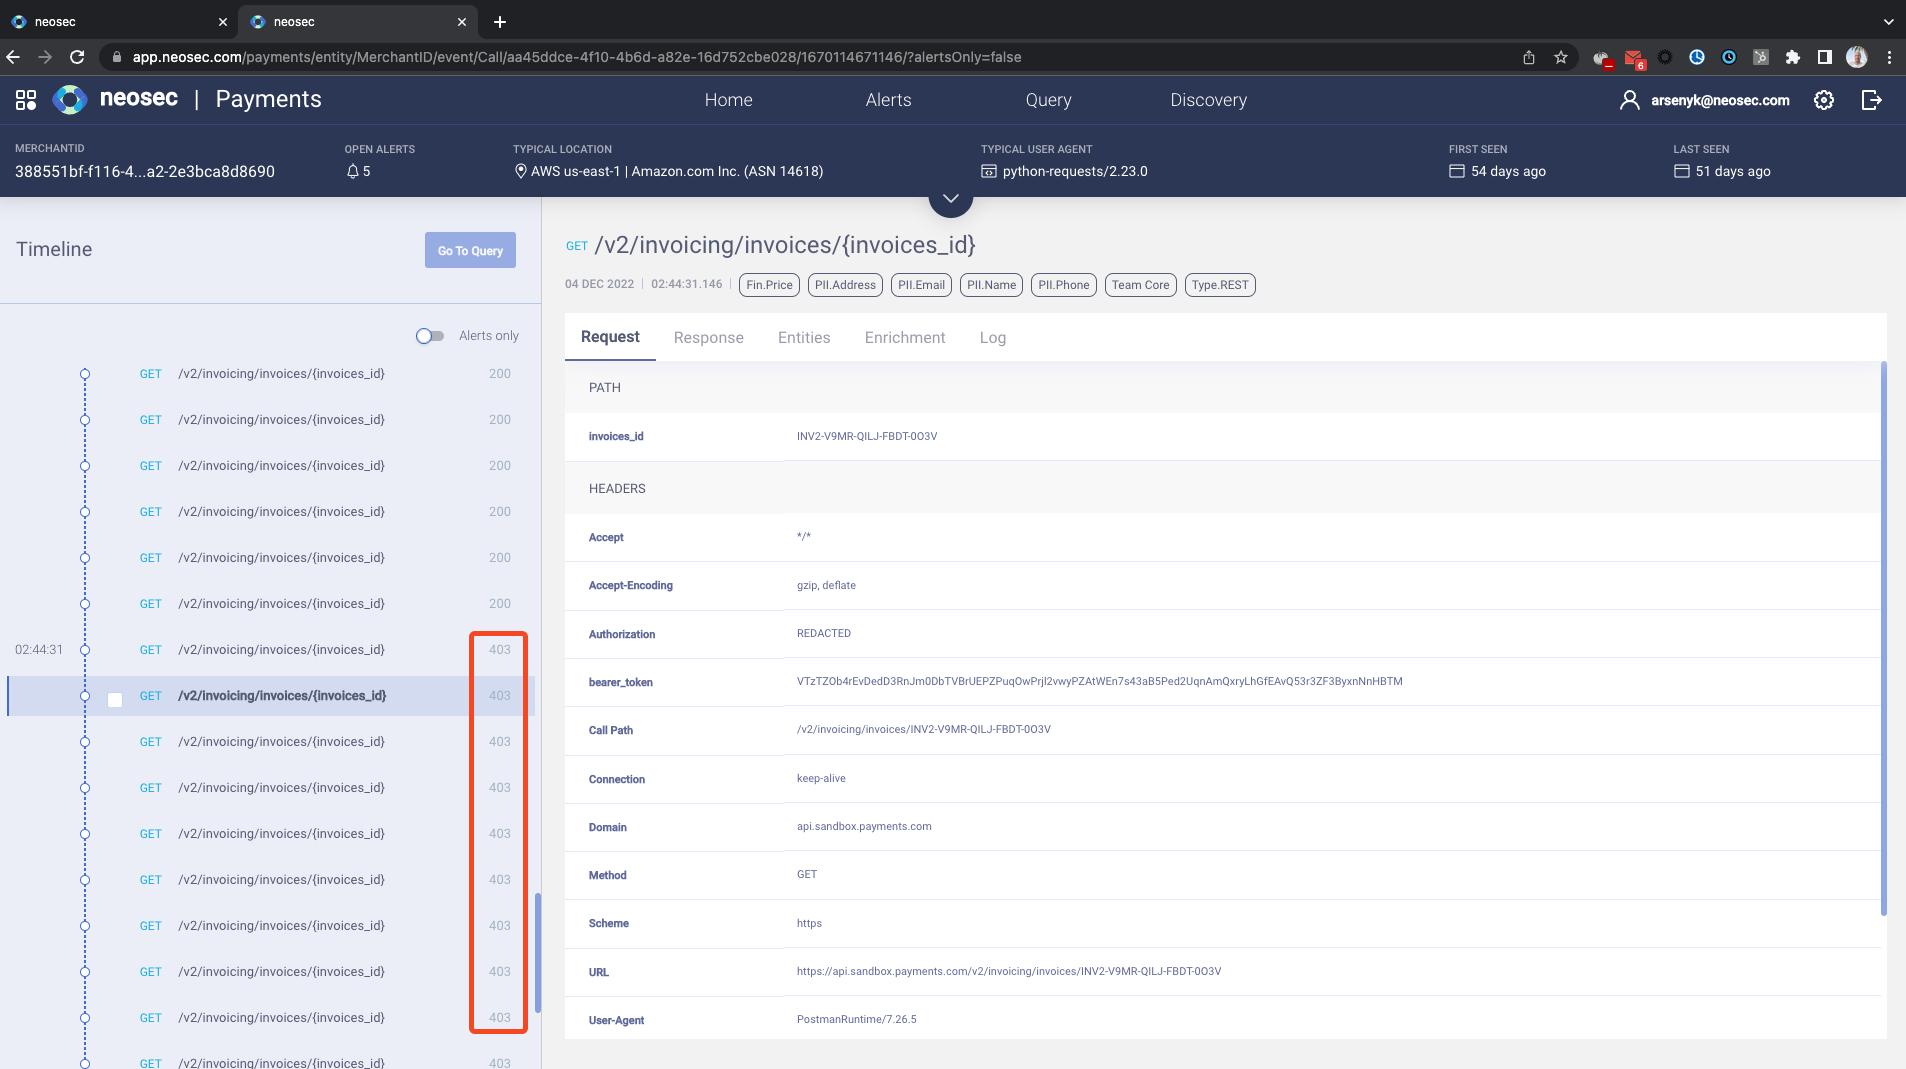 neosec
neosec
app.neosec.com/payments/entity/MerchantID/event/Call/aa45ddce-4f10-4b6d-a82e-16d752cbe028/1670114671146/?alertsOnly=false
6
neosec | Payments
Home
Alerts
Query
Discovery
arsenyk@neosec.com
MERCHANTID
388551bf-f116-4...a2-2e3bca8d8690
OPEN ALERTS
5
TYPICAL LOCATION
AWS us-east-1 | Amazon.com Inc. (ASN 14618)
TYPICAL USER AGENT
python-requests/2.23.0
FIRST SEEN
54 days ago
LAST SEEN
51 days ago
Timeline
Go To Query
Alerts only
GET /v2/invoicing/invoices/{invoices_id} 200
GET /v2/invoicing/invoices/{invoices_id} 200
GET /v2/invoicing/invoices/{invoices_id} 200
GET /v2/invoicing/invoices/{invoices_id} 200
GET /v2/invoicing/invoices/{invoices_id} 200
GET /v2/invoicing/invoices/{invoices_id} 200
02:44:31 GET /v2/invoicing/invoices/{invoices_id} 403
GET /v2/invoicing/invoices/{invoices_id} 403
GET /v2/invoicing/invoices/{invoices_id} 403
GET /v2/invoicing/invoices/{invoices_id} 403
GET /v2/invoicing/invoices/{invoices_id} 403
GET /v2/invoicing/invoices/{invoices_id} 403
GET /v2/invoicing/invoices/{invoices_id} 403
GET /v2/invoicing/invoices/{invoices_id} 403
GET /v2/invoicing/invoices/{invoices_id} 403
GET /v2/invoicing/invoices/{invoices_id} 403
GET /v2/invoicing/invoices/{invoices_id}
04 DEC 2022 | 02:44:31.146 | Fin.Price PII.Address PII.Email PII.Name PII.Phone Team Core Type.REST
Request Response Entities Enrichment Log
PATH
invoices_id INV2-V9MR-QILJ-FBDT-0O3V
HEADERS
Accept */*
Accept-Encoding gzip, deflate
Authorization REDACTED
bearer_token VTzTZOb4rEvDedD3RnJm0DbTVBrUEPZPuqOwPrjl2vwyPZAtWEn7s43aB5Ped2UqnAmQxryLhGfEAvQ53r3ZF3ByxnNnHBTM
Call Path /v2/invoicing/invoices/INV2-V9MR-QILJ-FBDT-0O3V
Connection keep-alive
Domain api.sandbox.payments.com
Method GET
Scheme https
URL https://api.sandbox.payments.com/v2/invoicing/invoices/INV2-V9MR-QILJ-FBDT-0O3V
User-Agent PostmanRuntime/7.26.5